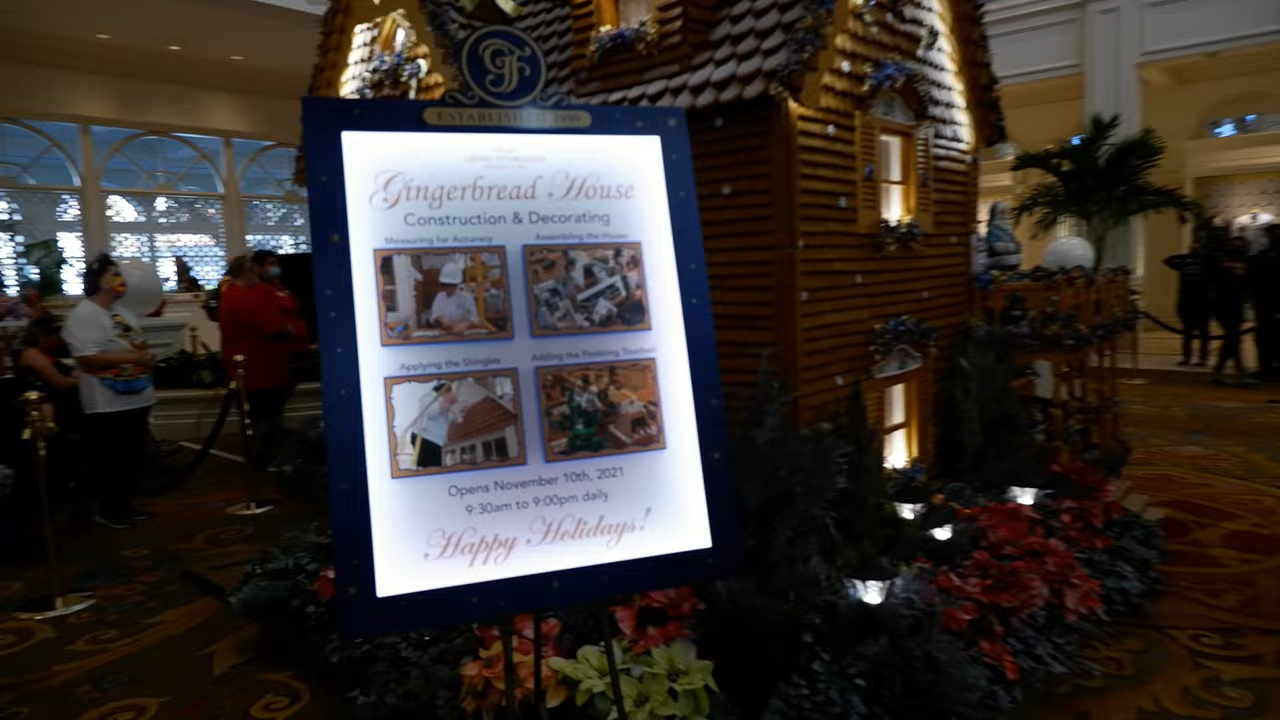 GF
ESTABLISHED 1999
Gingerbread House
Construction & Decorating
Measuring for Accuracy
Assembling the House
Applying the Shingles
Adding the Finishing Touches
Opens November 10th, 2021
9:30am to 9:00pm daily
Happy Holidays!